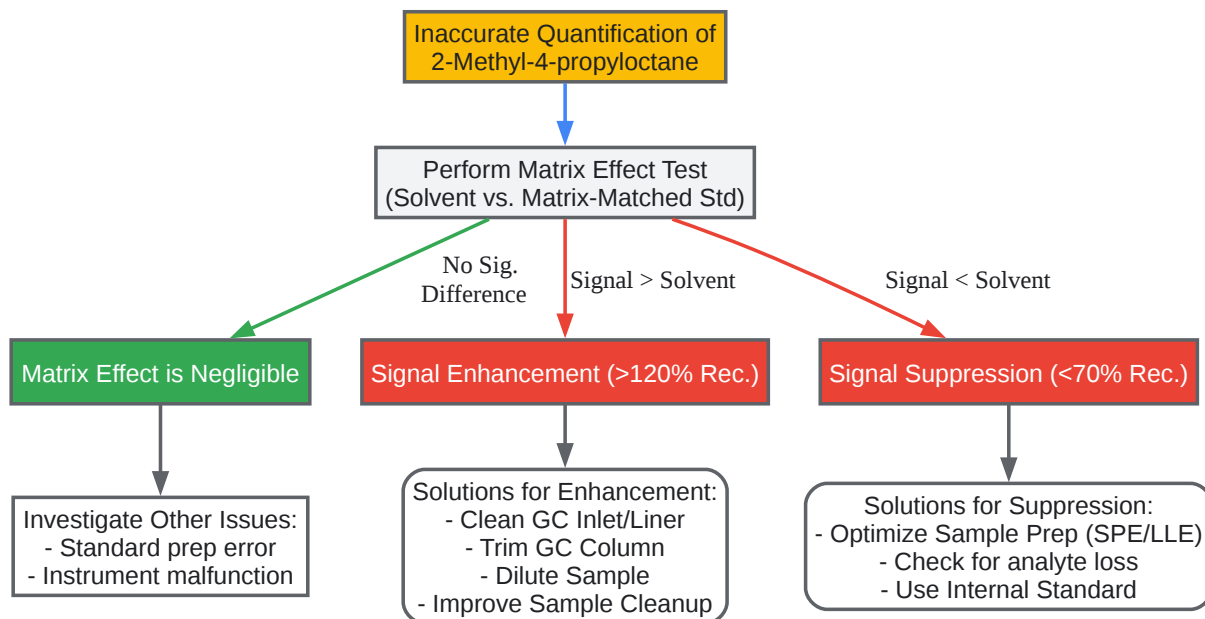 Inaccurate Quantification of
2-Methyl-4-propyloctane
Perform Matrix Effect Test
(Solvent vs. Matrix-Matched Std)
No Sig.
Difference
Signal > Solvent
Signal < Solvent
Matrix Effect is Negligible
Signal Enhancement (>120% Rec.)
Signal Suppression (<70% Rec.)
Investigate Other Issues:
- Standard prep error
- Instrument malfunction
Solutions for Enhancement:
- Clean GC Inlet/Liner
- Trim GC Column
- Dilute Sample
- Improve Sample Cleanup
Solutions for Suppression:
- Optimize Sample Prep (SPE/LLE)
- Check for analyte loss
- Use Internal Standard